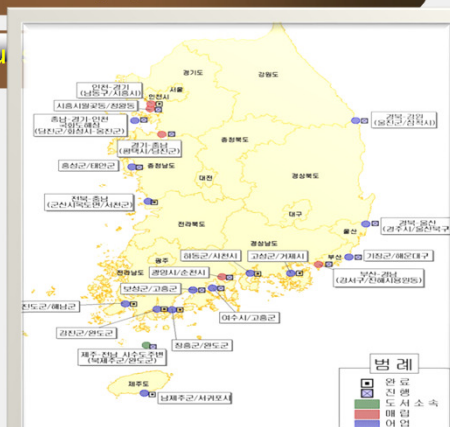 경기도
강원도
서울
인천시
인천-경기
(남동구/시흥시)
시흥시월곶동/정왕동
충남-경기-인천
국화도해상
(당진군/화성시-옹진군)
경기-충남
(평택시/당진군)
홍성군/태안군
충청남도
충청북도
대전
경북-강원
(울진군/삼척시)
경상북도
전북-충남
(군산시옥도면/서천군)
전라북도
대구
울산
경북-울산
(경주시/울산북구)
경상남도
부산
기장군/해운대구
하동군/사천시
고성군/거제시
광양시/순천시
부산-경남
(강서구/진해시용원동)
광주
전라남도
보성군/고흥군
여수시/고흥군
진도군/해남군
강진군/완도군
장흥군/완도군
제주-전남 사수도주변
(북제주군/완도군)
제주도
남제주군/서귀포시
범 례
완 료
진 행
도 서 소 속
매 립
어 업